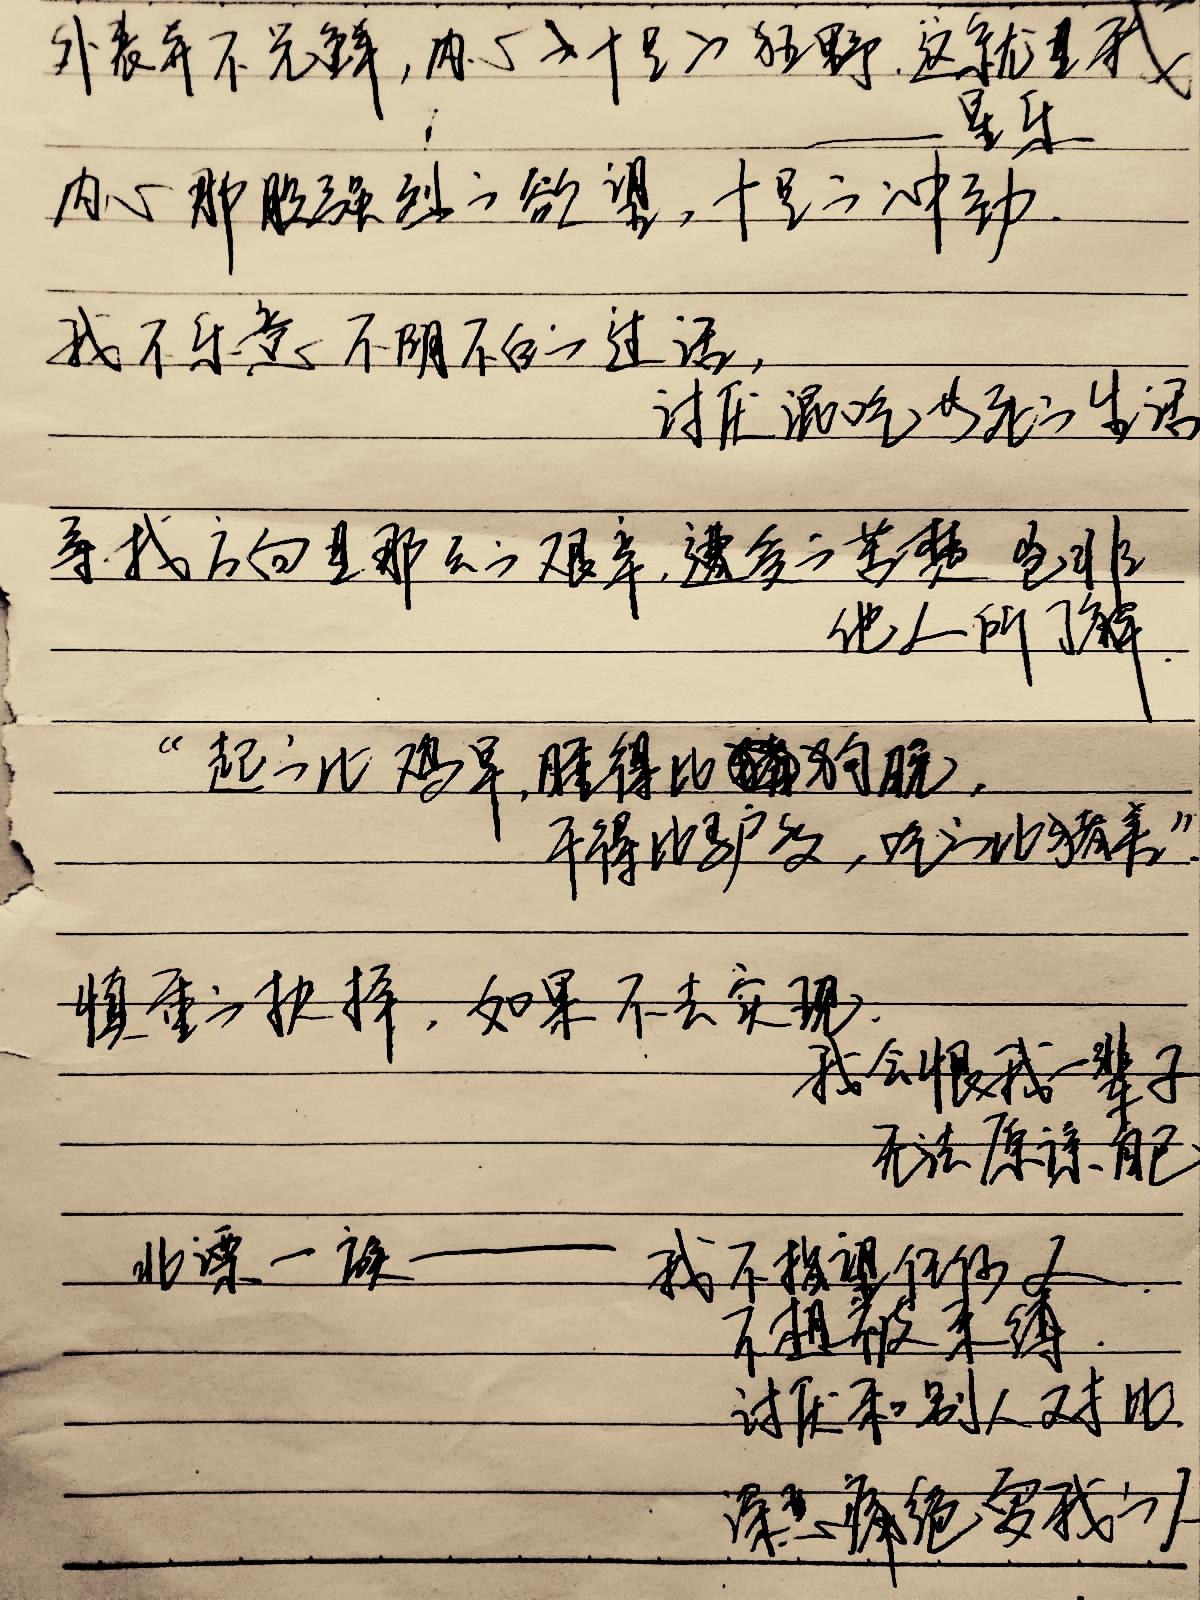 外表并不光鲜，内心十足的狂野.这就是我
——星乐
内心那股强烈的欲望，十足的冲动.
我不乐意不明不白的生活，
讨厌混吃等死的生活
寻找方向是那么的艰辛，遭受的苦楚 也非
他人所了解.
“起的比鸡早，睡得比狗晚，
干得比驴多，吃的比猪差”.
慎重的抉择，如果不去实现.
我会恨我一辈子
无法原谅自己
北漂一族——我不指望任何人.
不想被束缚.
讨厌和别人对比.
深恶痛绝 我的人